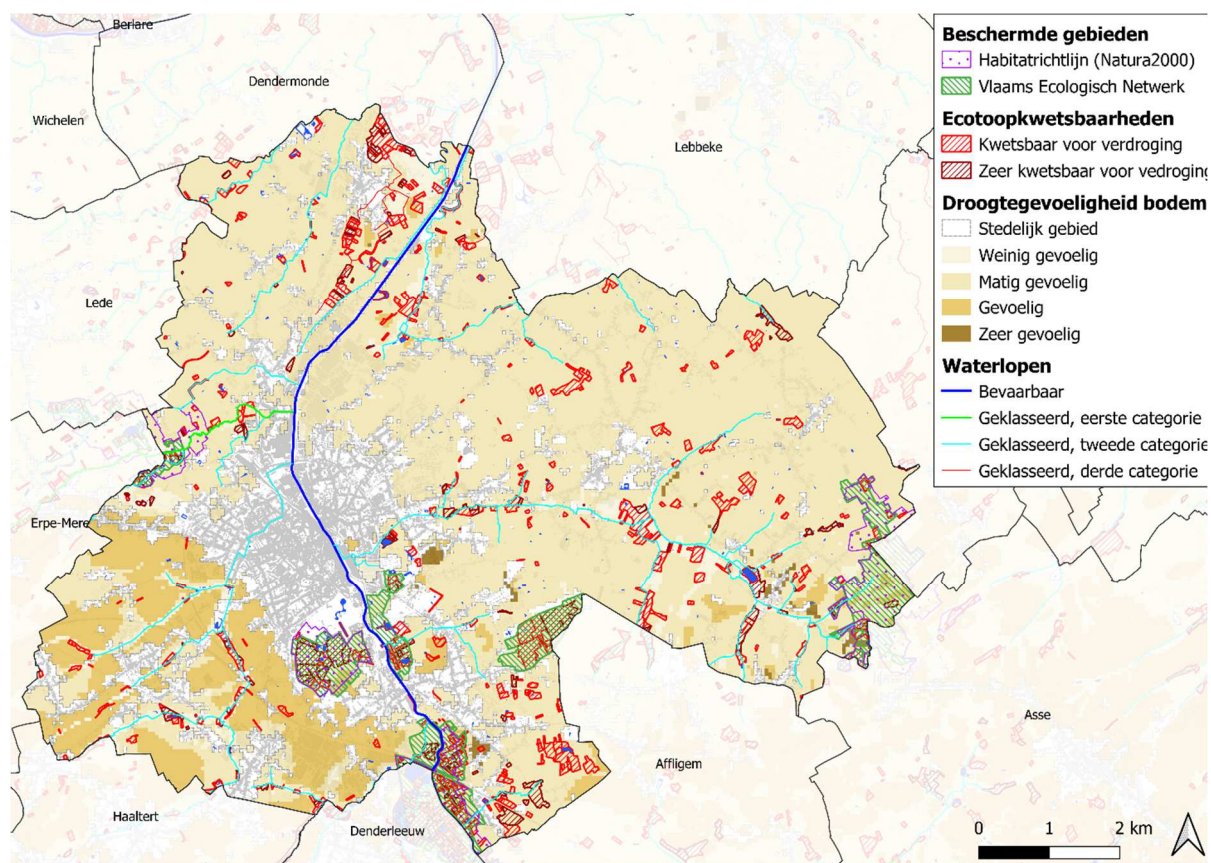 Berlare
Dendermonde
Wichelen
Lebbeke
Lede
Erpe-Mere
Haaltert
Denderleeuw
Affligem
Asse
Beschermde gebieden
Habitatrichtlijn (Natura2000)
Vlaams Ecologisch Netwerk
Ecotoopkwetsbaarheden
Kwetsbaar voor verdroging
Zeer kwetsbaar voor vedroging
Droogtegevoeligheid bodem
Stedelijk gebied
Weinig gevoelig
Matig gevoelig
Gevoelig
Zeer gevoelig
Waterlopen
Bevaarbaar
Geklasseerd, eerste categorie
Geklasseerd, tweede categorie
Geklasseerd, derde categorie
0 1 2 km